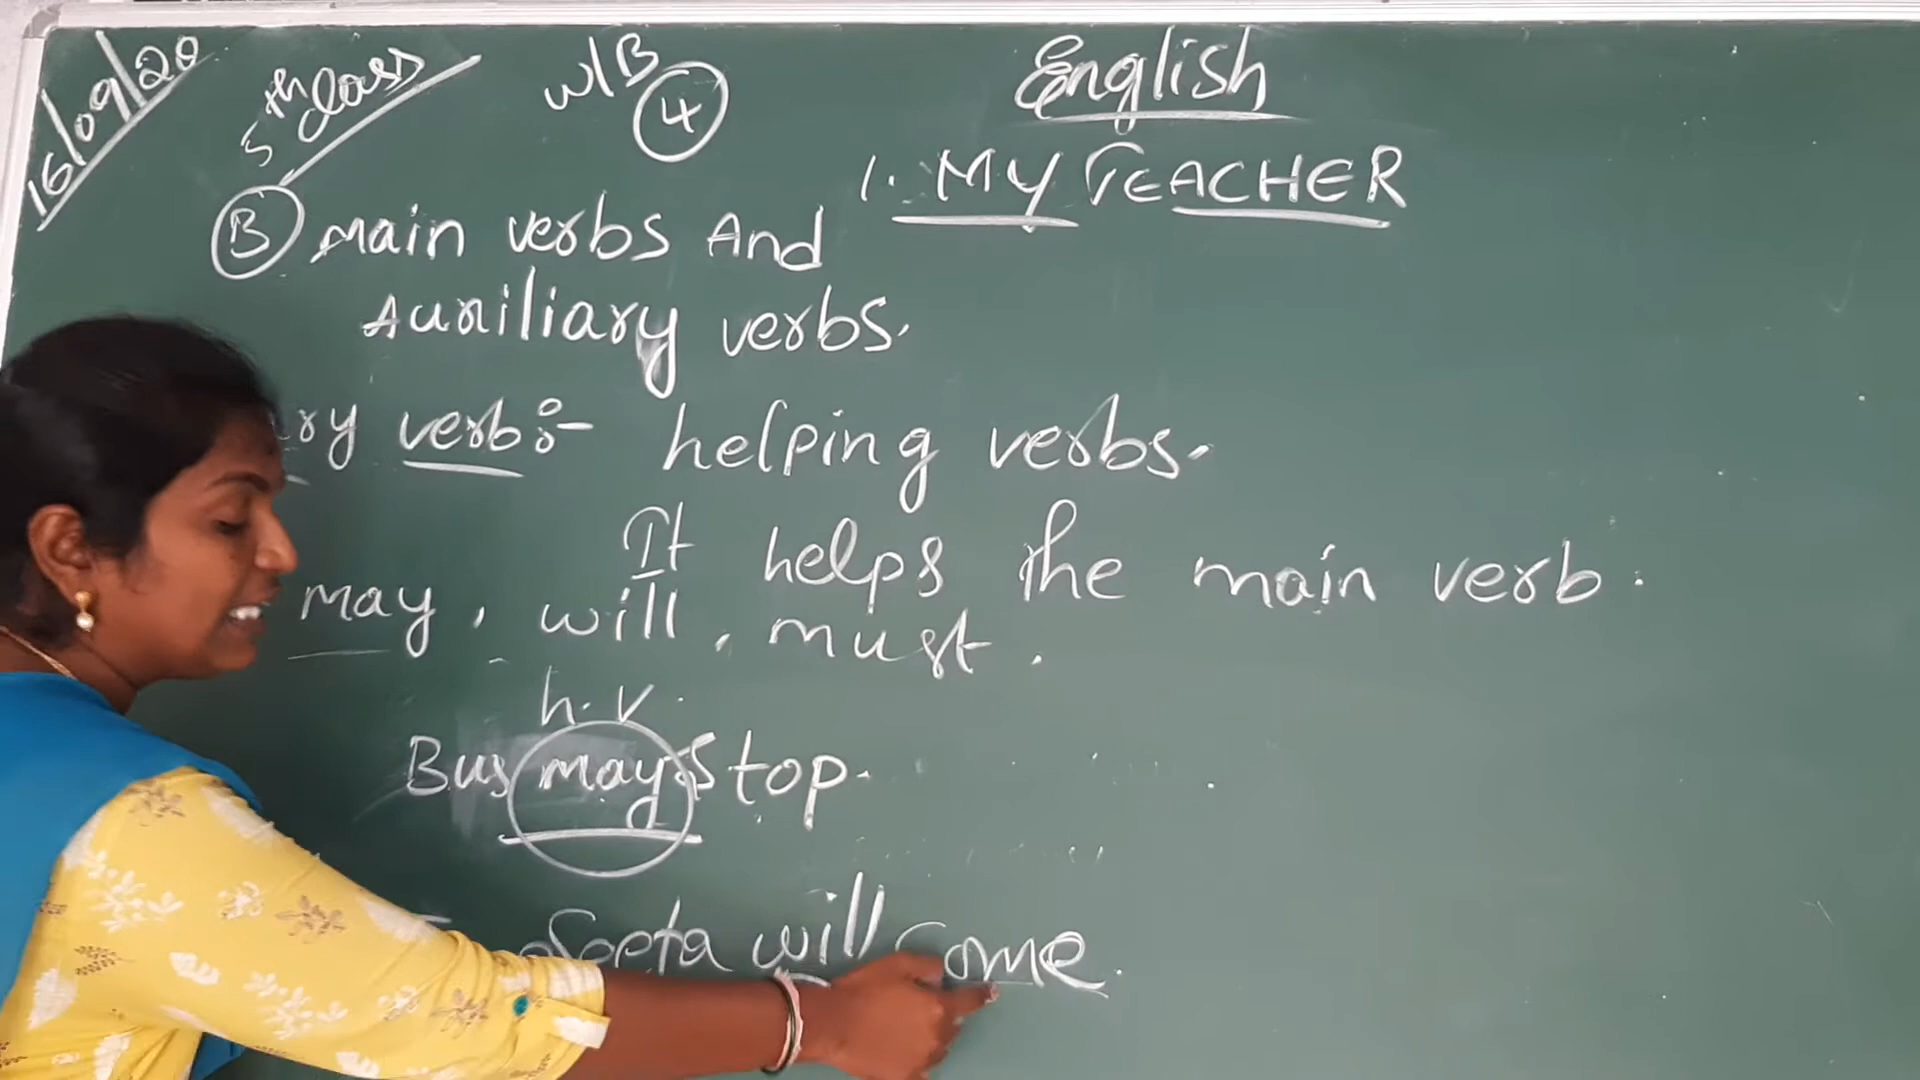 16/09/20
5th class
W/B 4
English
1. MY TEACHER
B Main verbs And
Auxiliary verbs.
ry verb:- helping verbs.
It helps the main verb.
may, will, must.
h.v.
Bus may stop.
Seeta will come.